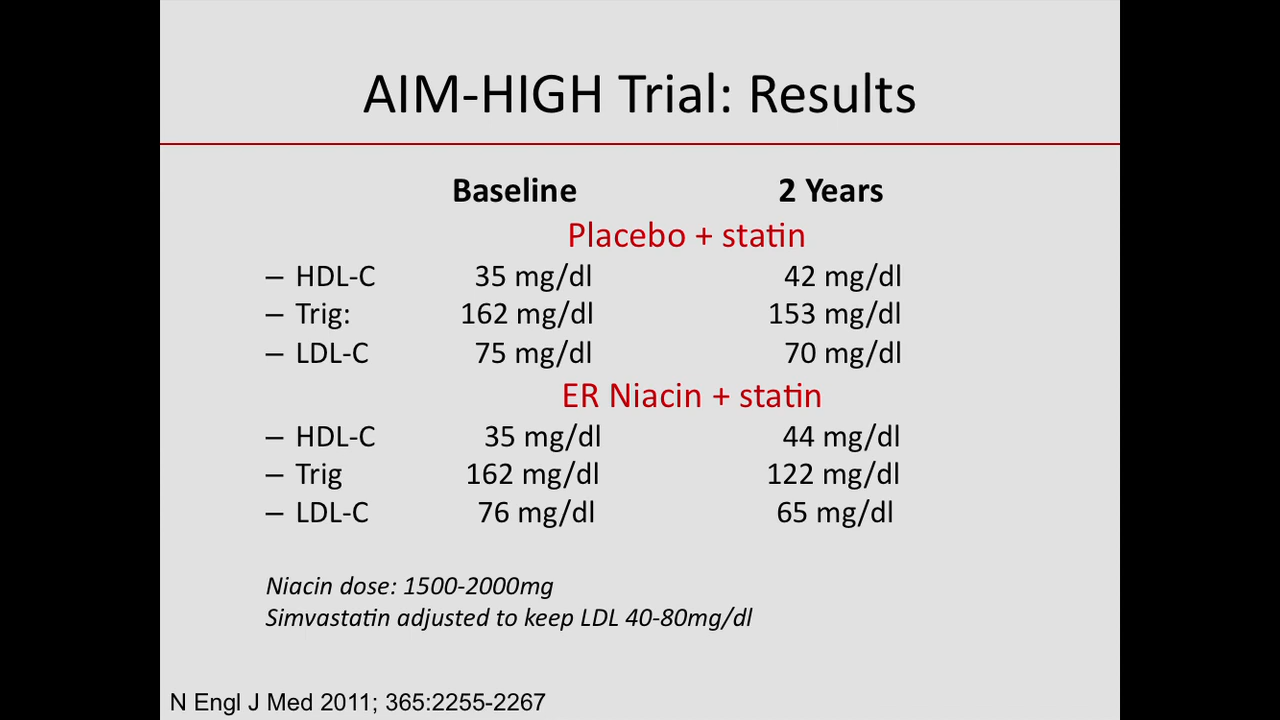 AIM-HIGH Trial: Results
Baseline 2 Years
Placebo + statin
– HDL-C 35 mg/dl 42 mg/dl
– Trig: 162 mg/dl 153 mg/dl
– LDL-C 75 mg/dl 70 mg/dl
ER Niacin + statin
– HDL-C 35 mg/dl 44 mg/dl
– Trig 162 mg/dl 122 mg/dl
– LDL-C 76 mg/dl 65 mg/dl
Niacin dose: 1500-2000mg
Simvastatin adjusted to keep LDL 40-80mg/dl
N Engl J Med 2011; 365:2255-2267